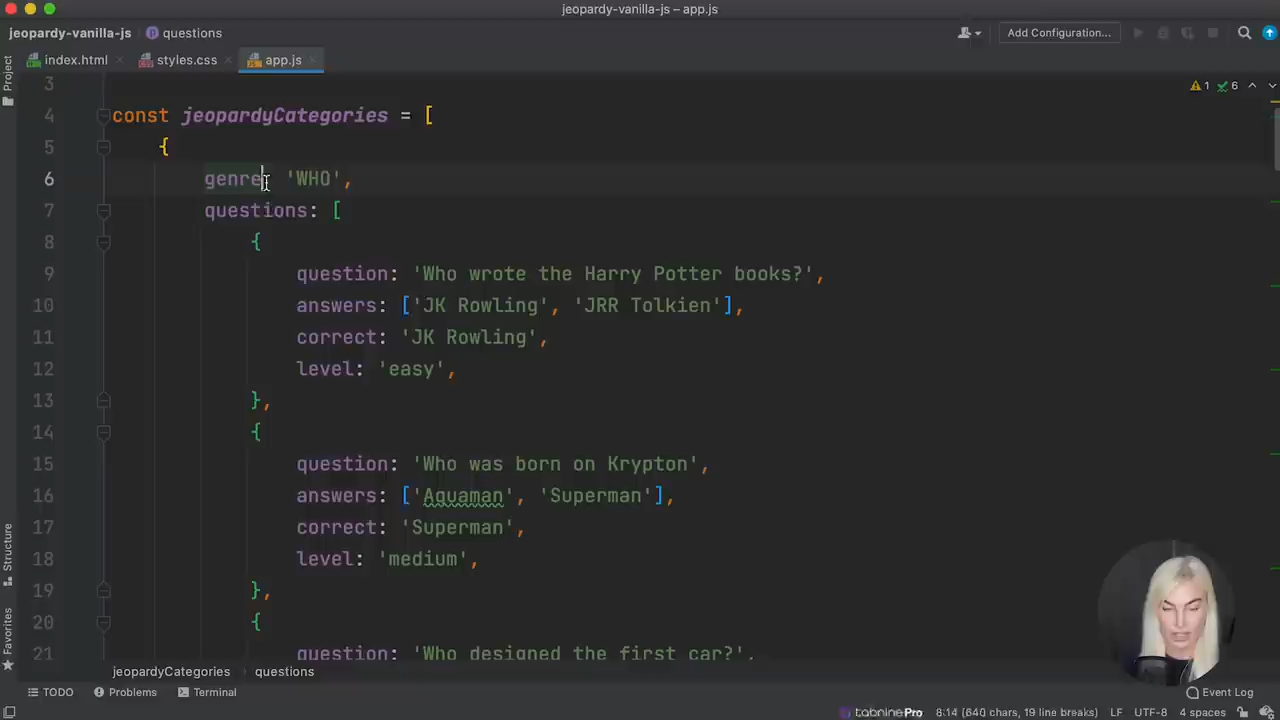 jeopardy-vanilla-js – app.js
jeopardy-vanilla-js questions Add Configuration...
index.html styles.css app.js
Project
1 6
3
4 const jeopardyCategories = [
5 {
6 genre: 'WHO',
7 questions: [
8 {
9 question: 'Who wrote the Harry Potter books?',
10 answers: ['JK Rowling', 'JRR Tolkien'],
11 correct: 'JK Rowling',
12 level: 'easy',
13 },
14 {
15 question: 'Who was born on Krypton',
16 answers: ['Aquaman', 'Superman'],
17 correct: 'Superman',
18 level: 'medium',
19 },
20 {
21 question: 'Who designed the first car?',
Structure
Favorites
jeopardyCategories questions
TODO Problems Terminal Event Log
tabninePro 8:14 (640 chars, 19 line breaks) LF UTF-8 4 spaces